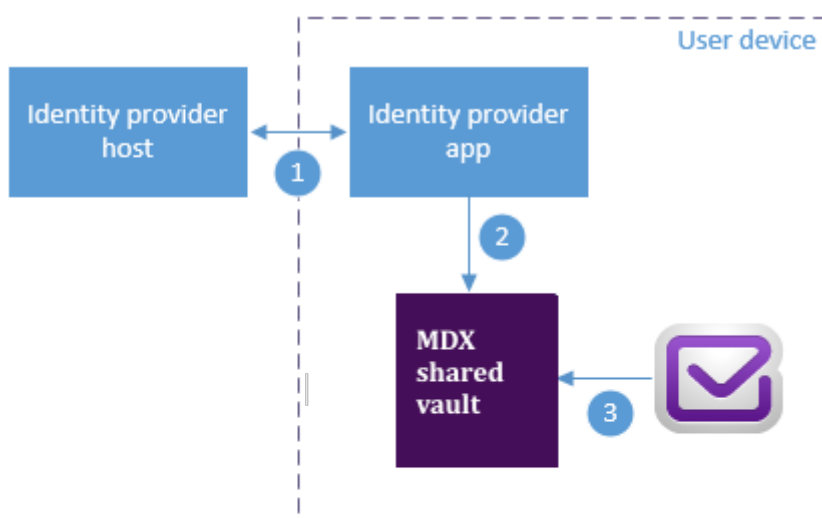 User device
Identity provider
host
Identity provider
app
1
2
MDX
shared
vault
3